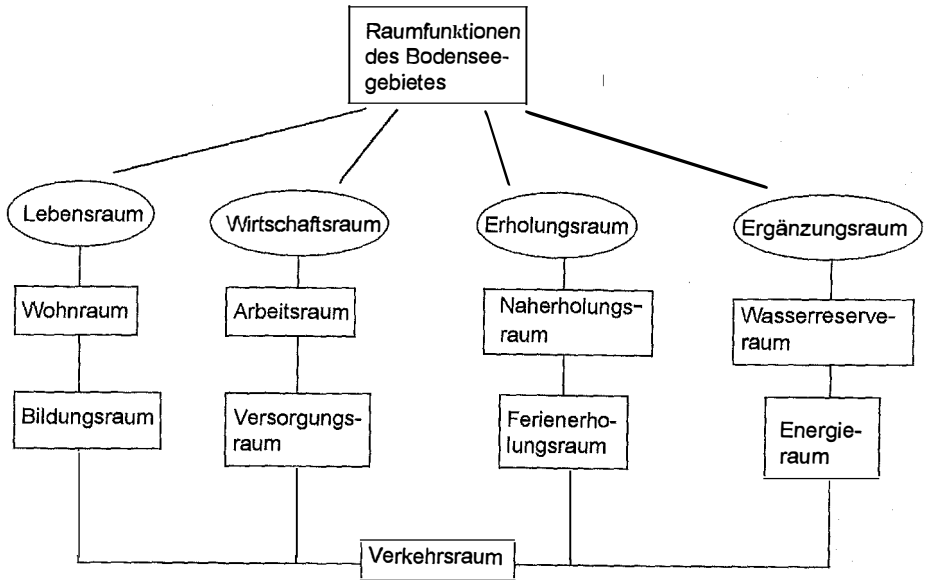 Raumfunktionen
des Bodensee-
gebietes
Lebensraum
Wirtschaftsraum
Erholungsraum
Ergänzungsraum
Wohnraum
Arbeitsraum
Naherholungs-
raum
Wasserreserve-
raum
Bildungsraum
Versorgungs-
raum
Ferienerho-
lungsraum
Energie-
raum
Verkehrsraum